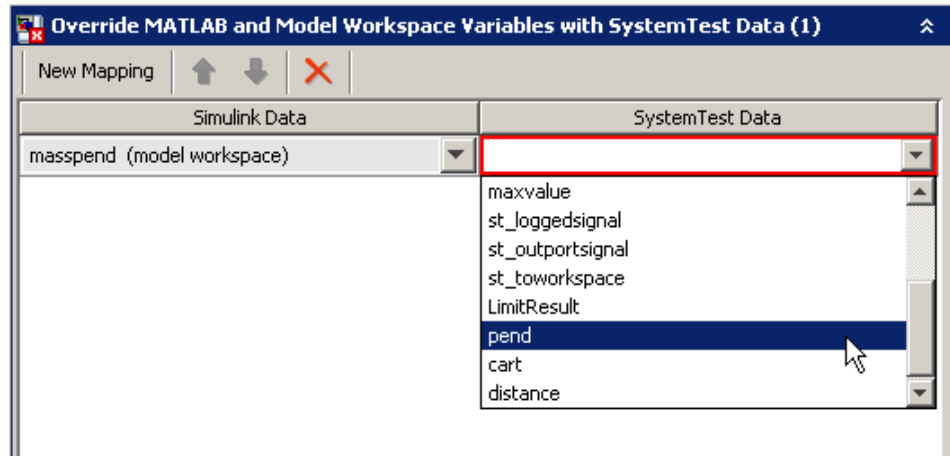 Override MATLAB and Model Workspace Variables with SystemTest Data (1)
New Mapping
Simulink Data SystemTest Data
masspend (model workspace)
maxvalue
st_loggedsignal
st_outportsignal
st_toworkspace
LimitResult
pend
cart
distance